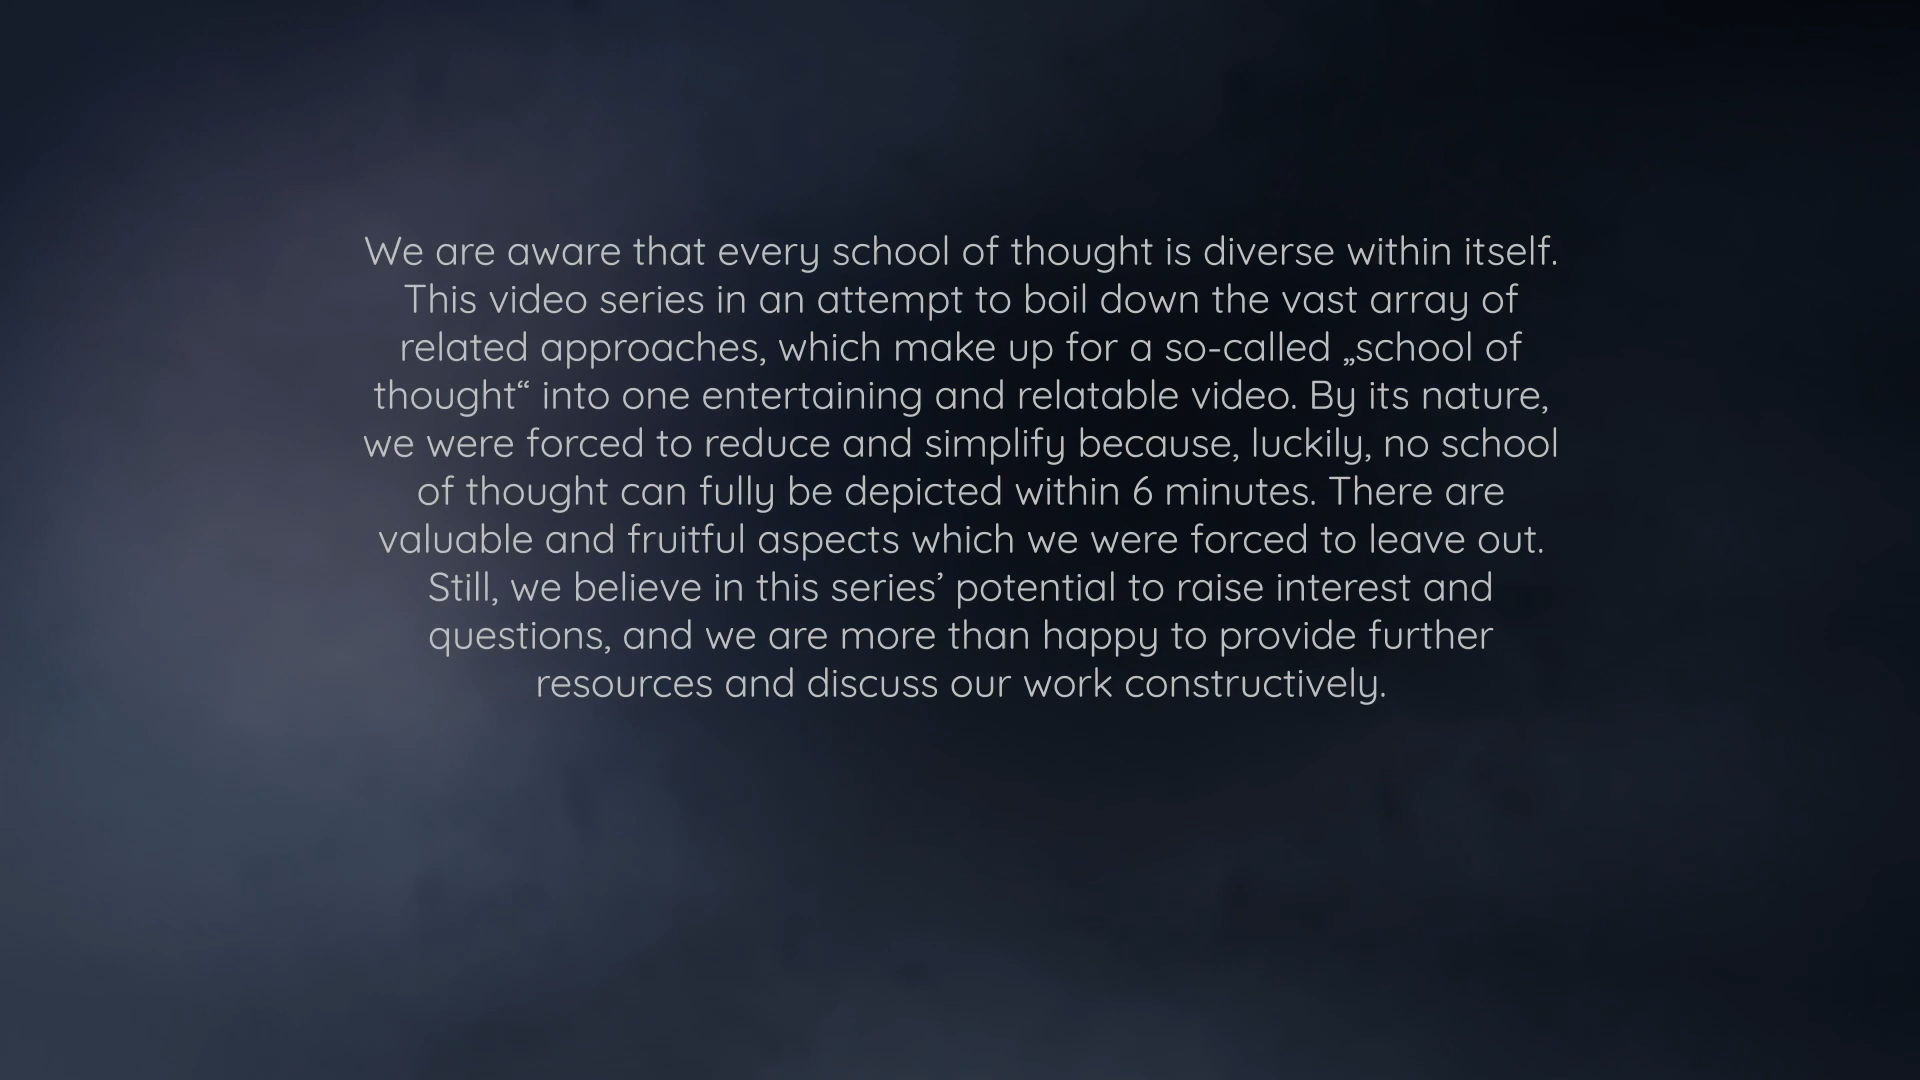 We are aware that every school of thought is diverse within itself.
This video series in an attempt to boil down the vast array of
related approaches, which make up for a so-called „school of
thought“ into one entertaining and relatable video. By its nature,
we were forced to reduce and simplify because, luckily, no school
of thought can fully be depicted within 6 minutes. There are
valuable and fruitful aspects which we were forced to leave out.
Still, we believe in this series’ potential to raise interest and
questions, and we are more than happy to provide further
resources and discuss our work constructively.